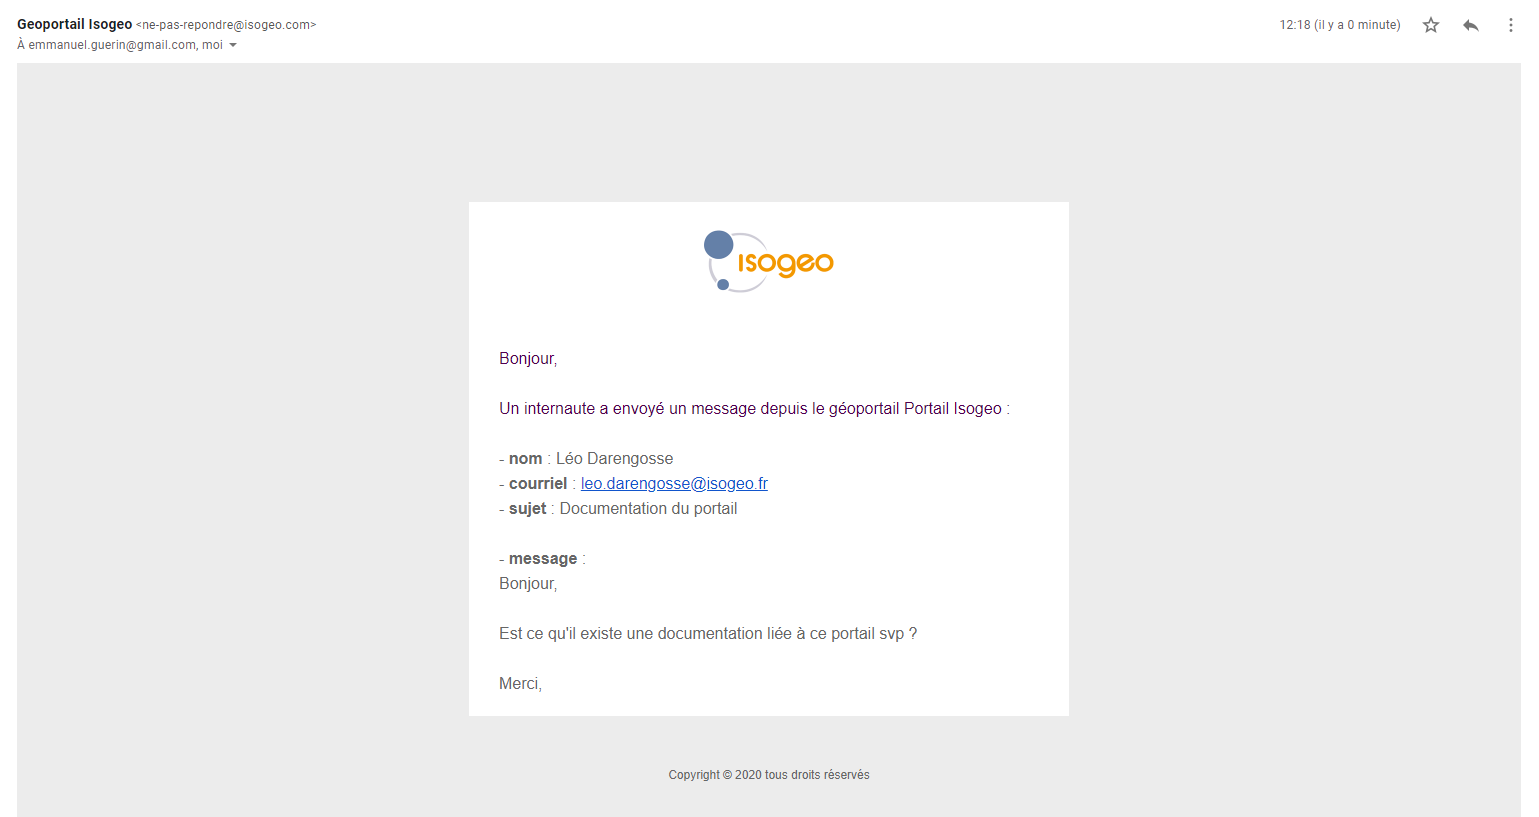 Geoportail Isogeo <ne-pas-repondre@isogeo.com>
12:18 (il y a 0 minute)
À emmanuel.guerin@gmail.com, moi
isogeo
Bonjour,
Un internaute a envoyé un message depuis le géoportail Portail Isogeo :
- nom : Léo Darengosse
- courriel : leo.darengosse@isogeo.fr
- sujet : Documentation du portail
- message :
Bonjour,
Est ce qu'il existe une documentation liée à ce portail svp ?
Merci,
Copyright © 2020 tous droits réservés